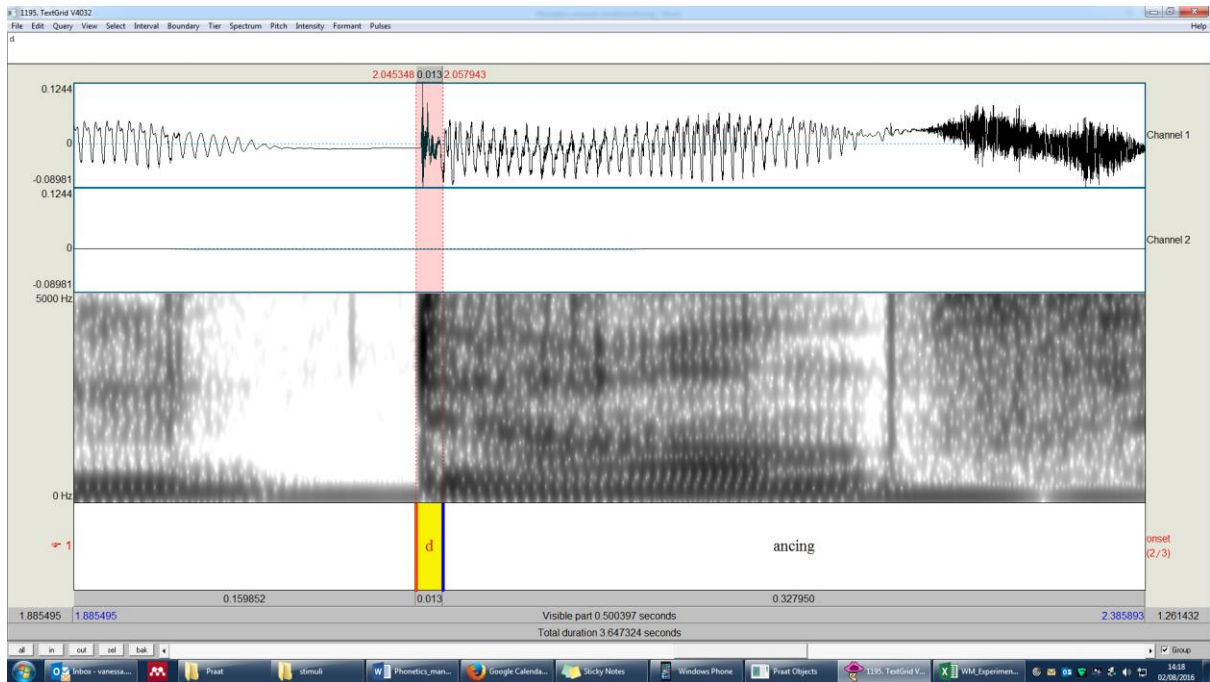 1195. TextGrid V4032
File Edit Query View Select Interval Boundary Tier Spectrum Pitch Intensity Formant Pulses Help
d
2.045348 0.013 2.057943
0.1244
0
-0.08981
Channel 1
0.1244
0
-0.08981
Channel 2
5000 Hz
0 Hz
1 d ancing onset
(2/3)
0.159852 0.013 0.327950
1.885495 1.885495 Visible part 0.500397 seconds 2.385893 1.261432
Total duration 3.647324 seconds
all in out sel bak Group
Inbox - vanessa.... Praat stimuli Phonetics_man... Google Calenda... Sticky Notes Windows Phone Praat Objects 1195. TextGrid V... WM_Experimen... 14:18
02/08/2016